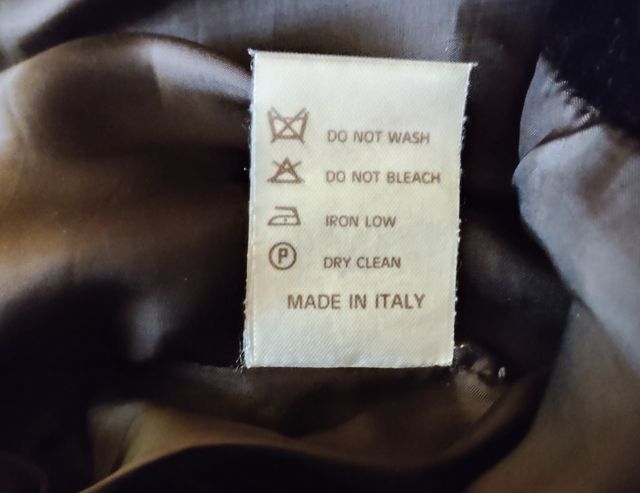 DO NOT WASH
DO NOT BLEACH
IRON LOW
P DRY CLEAN
MADE IN ITALY